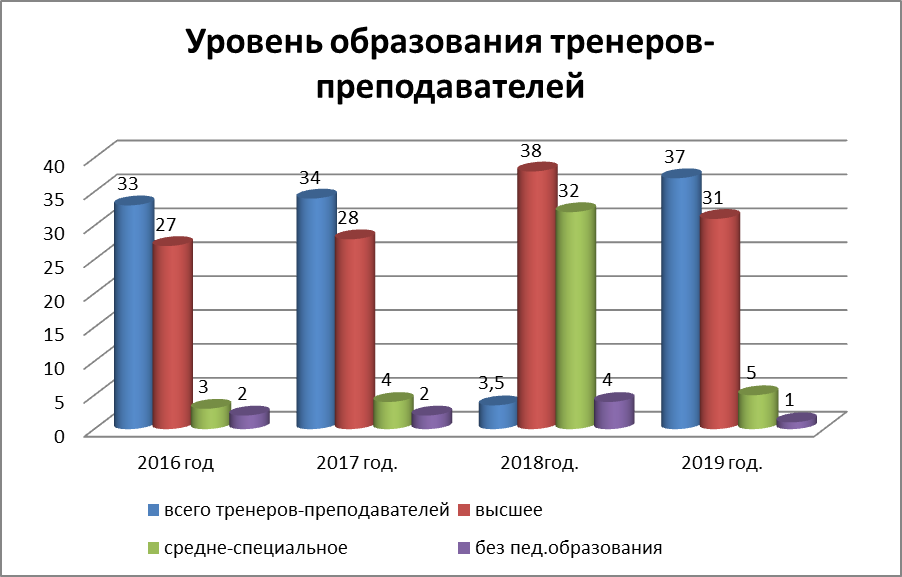 Уровень образования тренеров-
преподавателей
40
35
30
25
20
15
10
5
0
33
27
3
2
34
28
4
2
3,5
38
32
4
37
31
5
1
2016 год
2017 год.
2018год.
2019 год.
всего тренеров-преподавателей
высшее
средне-специальное
без пед.образования